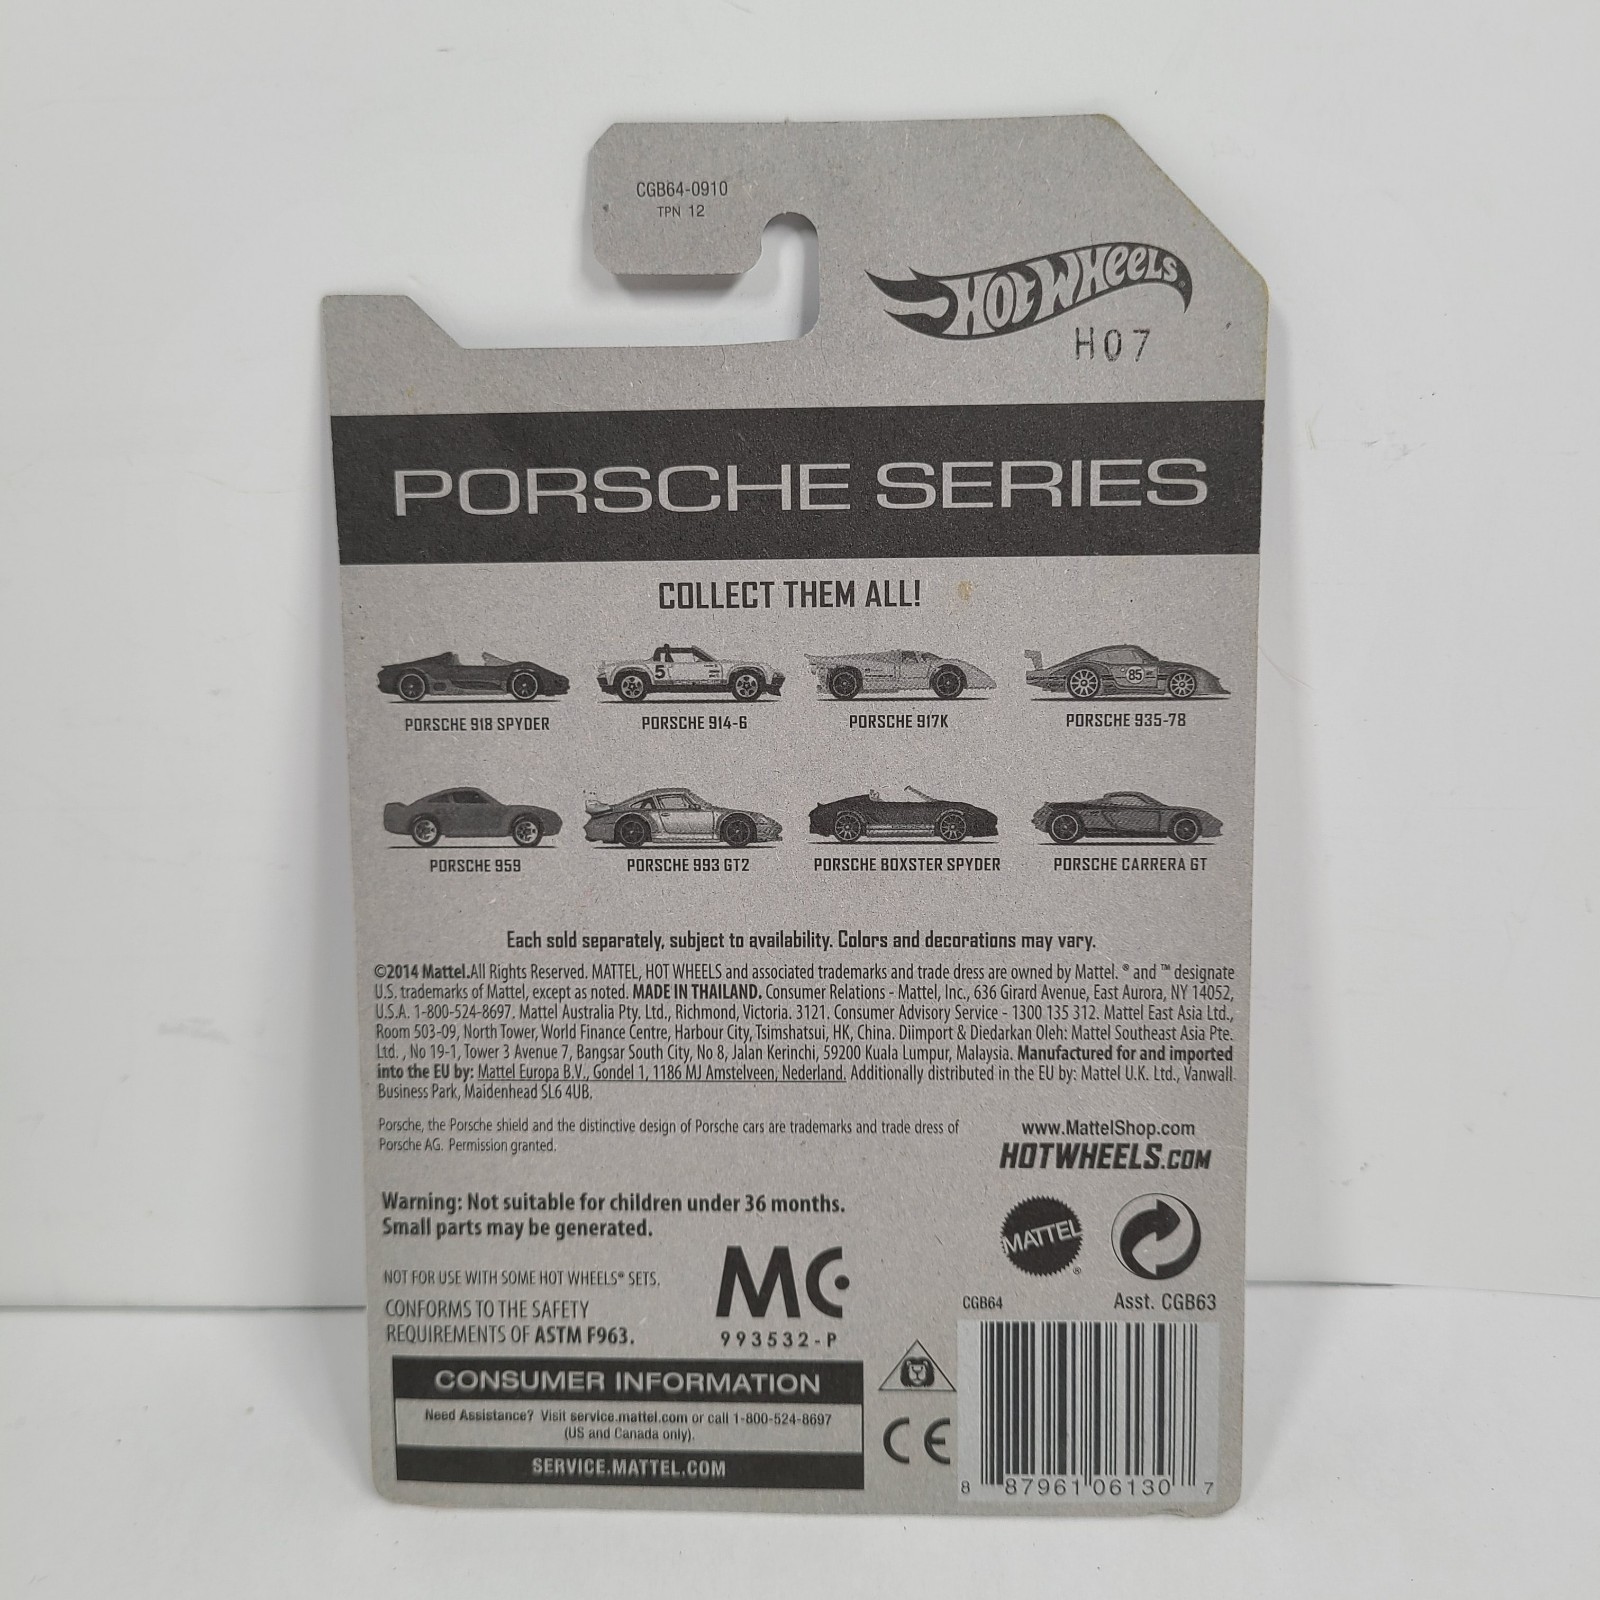 CGB64-0910
TPN 12
HOT WHEELS®
H07
PORSCHE SERIES
COLLECT THEM ALL!
5
85
PORSCHE 918 SPYDER PORSCHE 914-6 PORSCHE 917K PORSCHE 935-78
PORSCHE 959 PORSCHE 993 GT2 PORSCHE BOXSTER SPYDER PORSCHE CARRERA GT
Each sold separately, subject to availability. Colors and decorations may vary.
©2014 Mattel.All Rights Reserved. MATTEL, HOT WHEELS and associated trademarks and trade dress are owned by Mattel. ® and ™ designate
U.S. trademarks of Mattel, except as noted. MADE IN THAILAND. Consumer Relations - Mattel, Inc., 636 Girard Avenue, East Aurora, NY 14052,
U.S.A. 1-800-524-8697. Mattel Australia Pty. Ltd., Richmond, Victoria. 3121. Consumer Advisory Service - 1300 135 312. Mattel East Asia Ltd.,
Room 503-09, North Tower, World Finance Centre, Harbour City, Tsimshatsui, HK, China. Diimport & Diedarkan Oleh: Mattel Southeast Asia Pte.
Ltd. , No 19-1, Tower 3 Avenue 7, Bangsar South City, No 8, Jalan Kerinchi, 59200 Kuala Lumpur, Malaysia. Manufactured for and imported
into the EU by: Mattel Europa B.V., Gondel 1, 1186 MJ Amstelveen, Nederland. Additionally distributed in the EU by: Mattel U.K. Ltd., Vanwall
Business Park, Maidenhead SL6 4UB.
Porsche, the Porsche shield and the distinctive design of Porsche cars are trademarks and trade dress of
Porsche AG. Permission granted.
www.MattelShop.com
HOTWHEELS.COM
Warning: Not suitable for children under 36 months.
Small parts may be generated.
MATTEL®
NOT FOR USE WITH SOME HOT WHEELS® SETS.
CONFORMS TO THE SAFETY
REQUIREMENTS OF ASTM F963.
MC
993532-P
CGB64 Asst. CGB63
CONSUMER INFORMATION
Need Assistance? Visit service.mattel.com or call 1-800-524-8697
(US and Canada only).
SERVICE.MATTEL.COM
CE
8 87961 06130 7